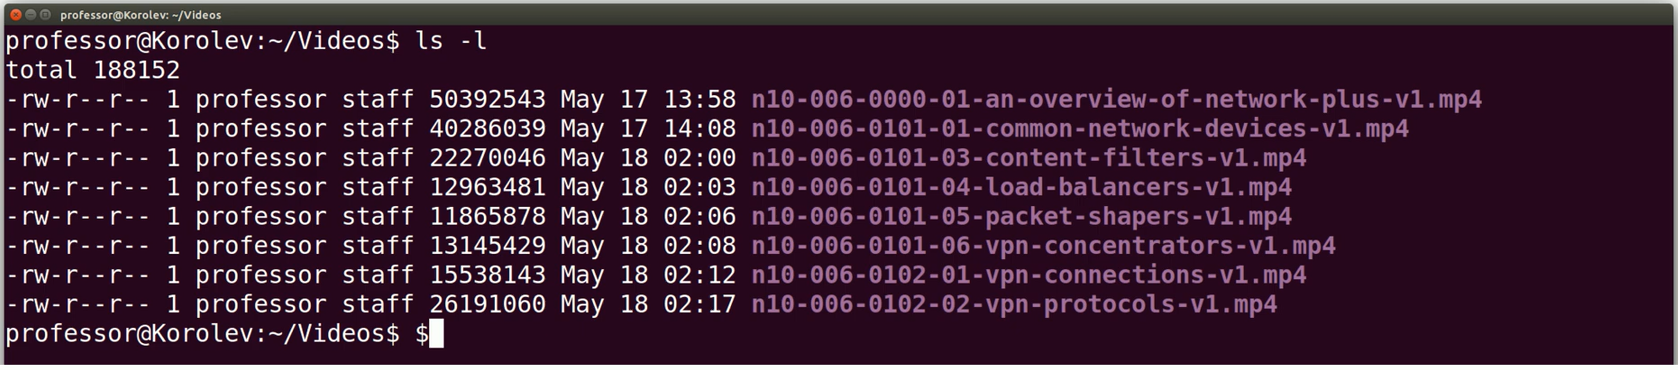 professor@Korolev: ~/Videos
professor@Korolev:~/Videos$ ls -l
total 188152
-rw-r--r-- 1 professor staff 50392543 May 17 13:58 n10-006-0000-01-an-overview-of-network-plus-v1.mp4
-rw-r--r-- 1 professor staff 40286039 May 17 14:08 n10-006-0101-01-common-network-devices-v1.mp4
-rw-r--r-- 1 professor staff 22270046 May 18 02:00 n10-006-0101-03-content-filters-v1.mp4
-rw-r--r-- 1 professor staff 12963481 May 18 02:03 n10-006-0101-04-load-balancers-v1.mp4
-rw-r--r-- 1 professor staff 11865878 May 18 02:06 n10-006-0101-05-packet-shapers-v1.mp4
-rw-r--r-- 1 professor staff 13145429 May 18 02:08 n10-006-0101-06-vpn-concentrators-v1.mp4
-rw-r--r-- 1 professor staff 15538143 May 18 02:12 n10-006-0102-01-vpn-connections-v1.mp4
-rw-r--r-- 1 professor staff 26191060 May 18 02:17 n10-006-0102-02-vpn-protocols-v1.mp4
professor@Korolev:~/Videos$ $